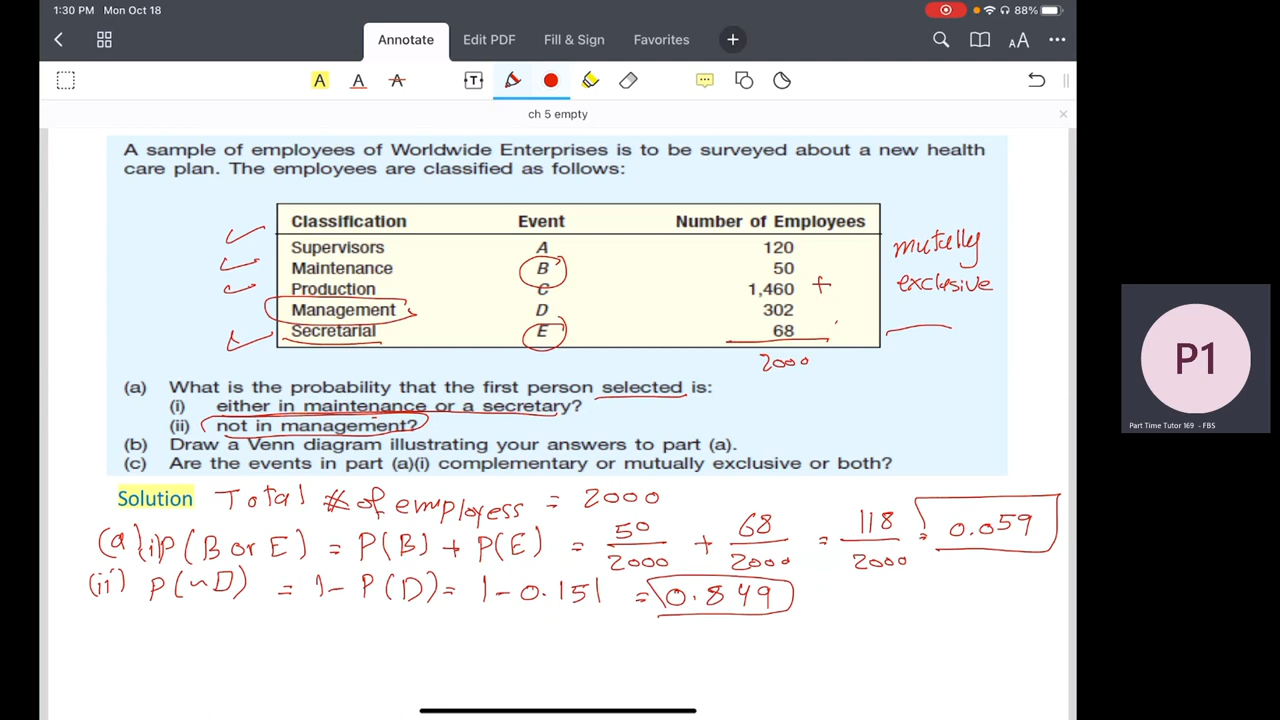 1:30 PM Mon Oct 18 88%
Annotate Edit PDF Fill & Sign Favorites
ch 5 empty
A sample of employees of Worldwide Enterprises is to be surveyed about a new health
care plan. The employees are classified as follows:
Classification Event Number of Employees
Supervisors A 120
Maintenance B 50
Production C 1,460 +
Management D 302
Secretarial E 68
2000
mutually
exclusive
(a) What is the probability that the first person selected is:
(i) either in maintenance or a secretary?
(ii) not in management?
(b) Draw a Venn diagram illustrating your answers to part (a).
(c) Are the events in part (a)(i) complementary or mutually exclusive or both?
Solution Total # of employess = 2000
(a)(i) P(B or E) = P(B) + P(E) = 50/2000 + 68/2000 = 118/2000 = 0.059
(ii) P(~D) = 1 - P(D) = 1 - 0.151 = 0.849
P1
Part Time Tutor 169 - FBS